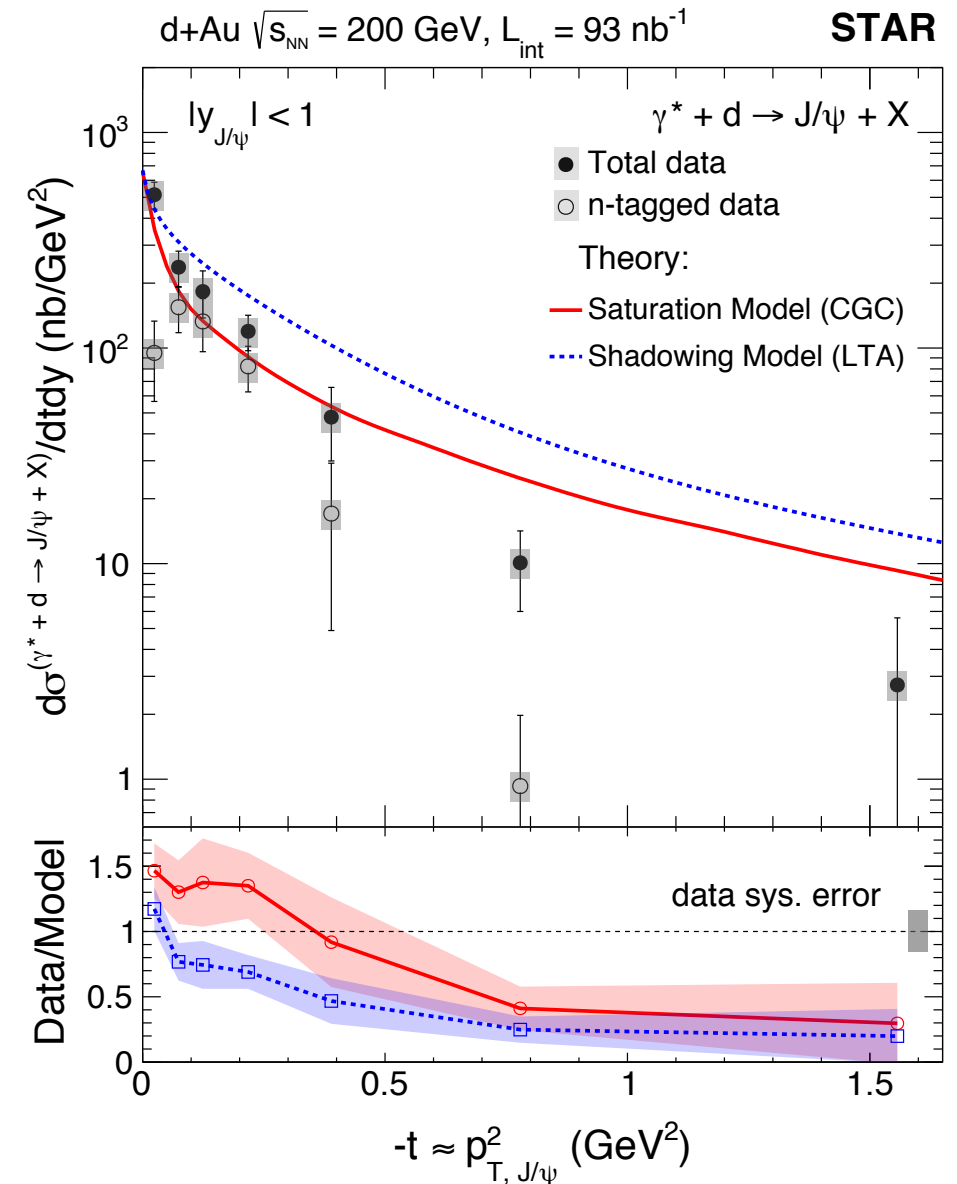 d+Au √s_NN = 200 GeV, L_int = 93 nb⁻¹ STAR
|y_J/ψ| < 1
γ* + d → J/ψ + X
Total data
n-tagged data
Theory:
Saturation Model (CGC)
Shadowing Model (LTA)
dσ^(γ* + d → J/ψ + X)/dtdy (nb/GeV²)
10³
10²
10
1
Data/Model
1.5
1
0.5
0
data sys. error
0 0.5 1 1.5
-t ≈ p²_T, J/ψ (GeV²)